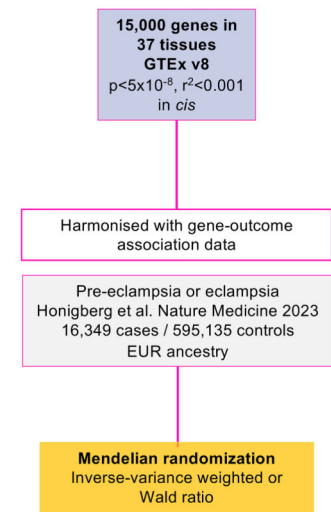 15,000 genes in
37 tissues
GTEx v8
p<5x10⁻⁸, r²<0.001
in cis
Harmonised with gene-outcome
association data
Pre-eclampsia or eclampsia
Honigberg et al. Nature Medicine 2023
16,349 cases / 595,135 controls
EUR ancestry
Mendelian randomization
Inverse-variance weighted or
Wald ratio